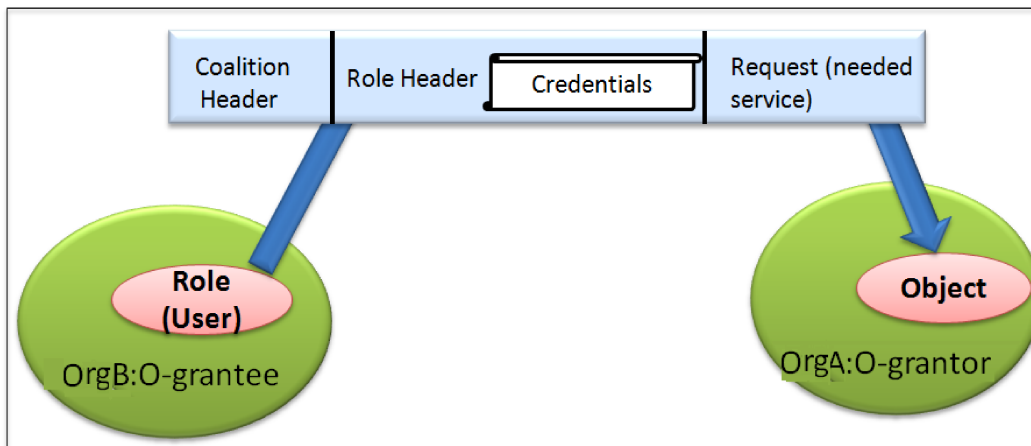 Coalition
Header
Role Header
Credentials
Request (needed
service)
Role
(User)
OrgB:O-grantee
Object
OrgA:O-grantor